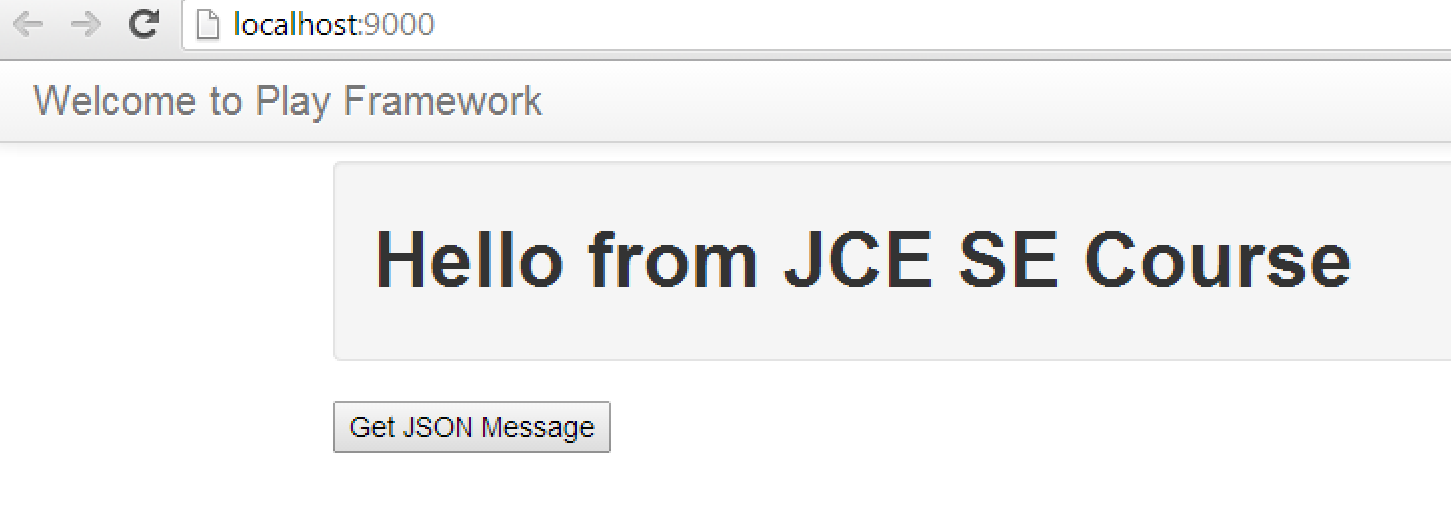 localhost:9000
Welcome to Play Framework
Hello from JCE SE Course
Get JSON Message